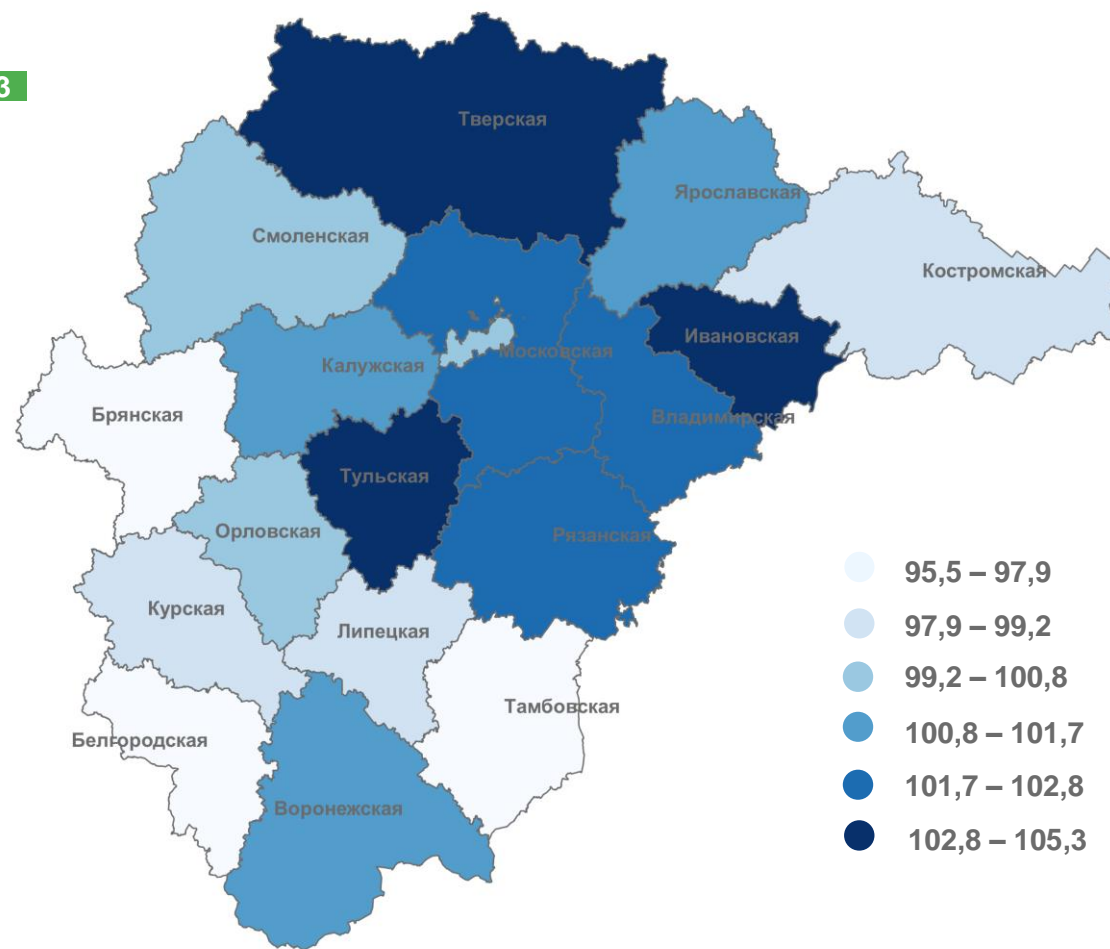 3
Тверская
Ярославская
Смоленская
Костромская
Ивановская
Московская
Калужская
Брянская
Владимирская
Тульская
Орловская
Рязанская
Курская
Липецкая
Тамбовская
Белгородская
Воронежская
95,5 – 97,9
97,9 – 99,2
99,2 – 100,8
100,8 – 101,7
101,7 – 102,8
102,8 – 105,3